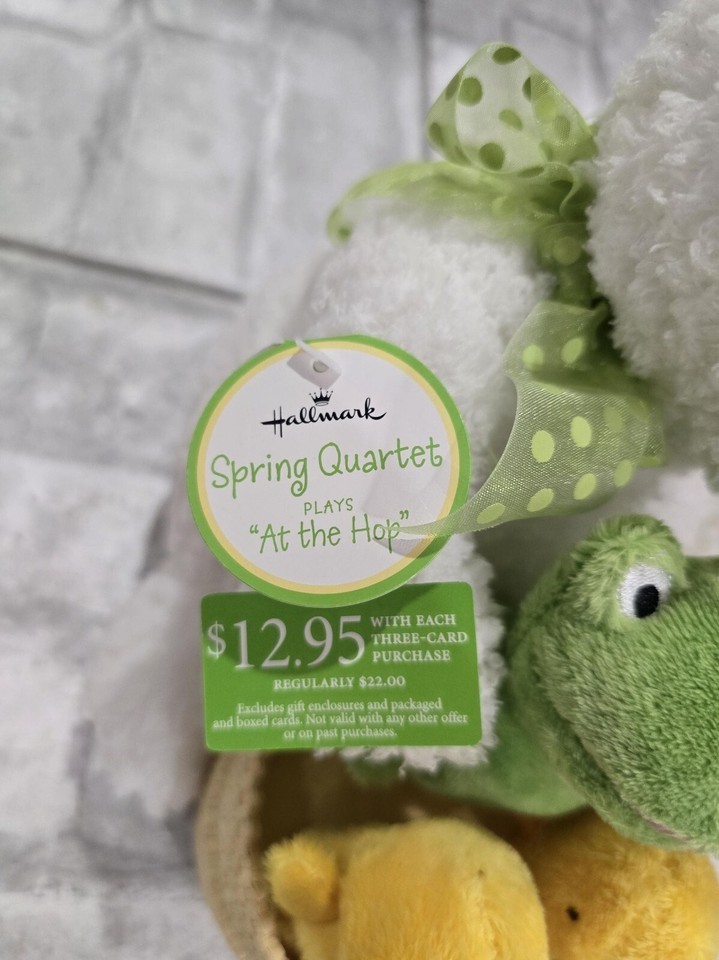 Hallmark
Spring Quartet
PLAYS
“At the Hop”
$12.95
WITH EACH
THREE-CARD
PURCHASE
REGULARLY $22.00
Excludes gift enclosures and packaged
and boxed cards. Not valid with any other offer
or on past purchases.